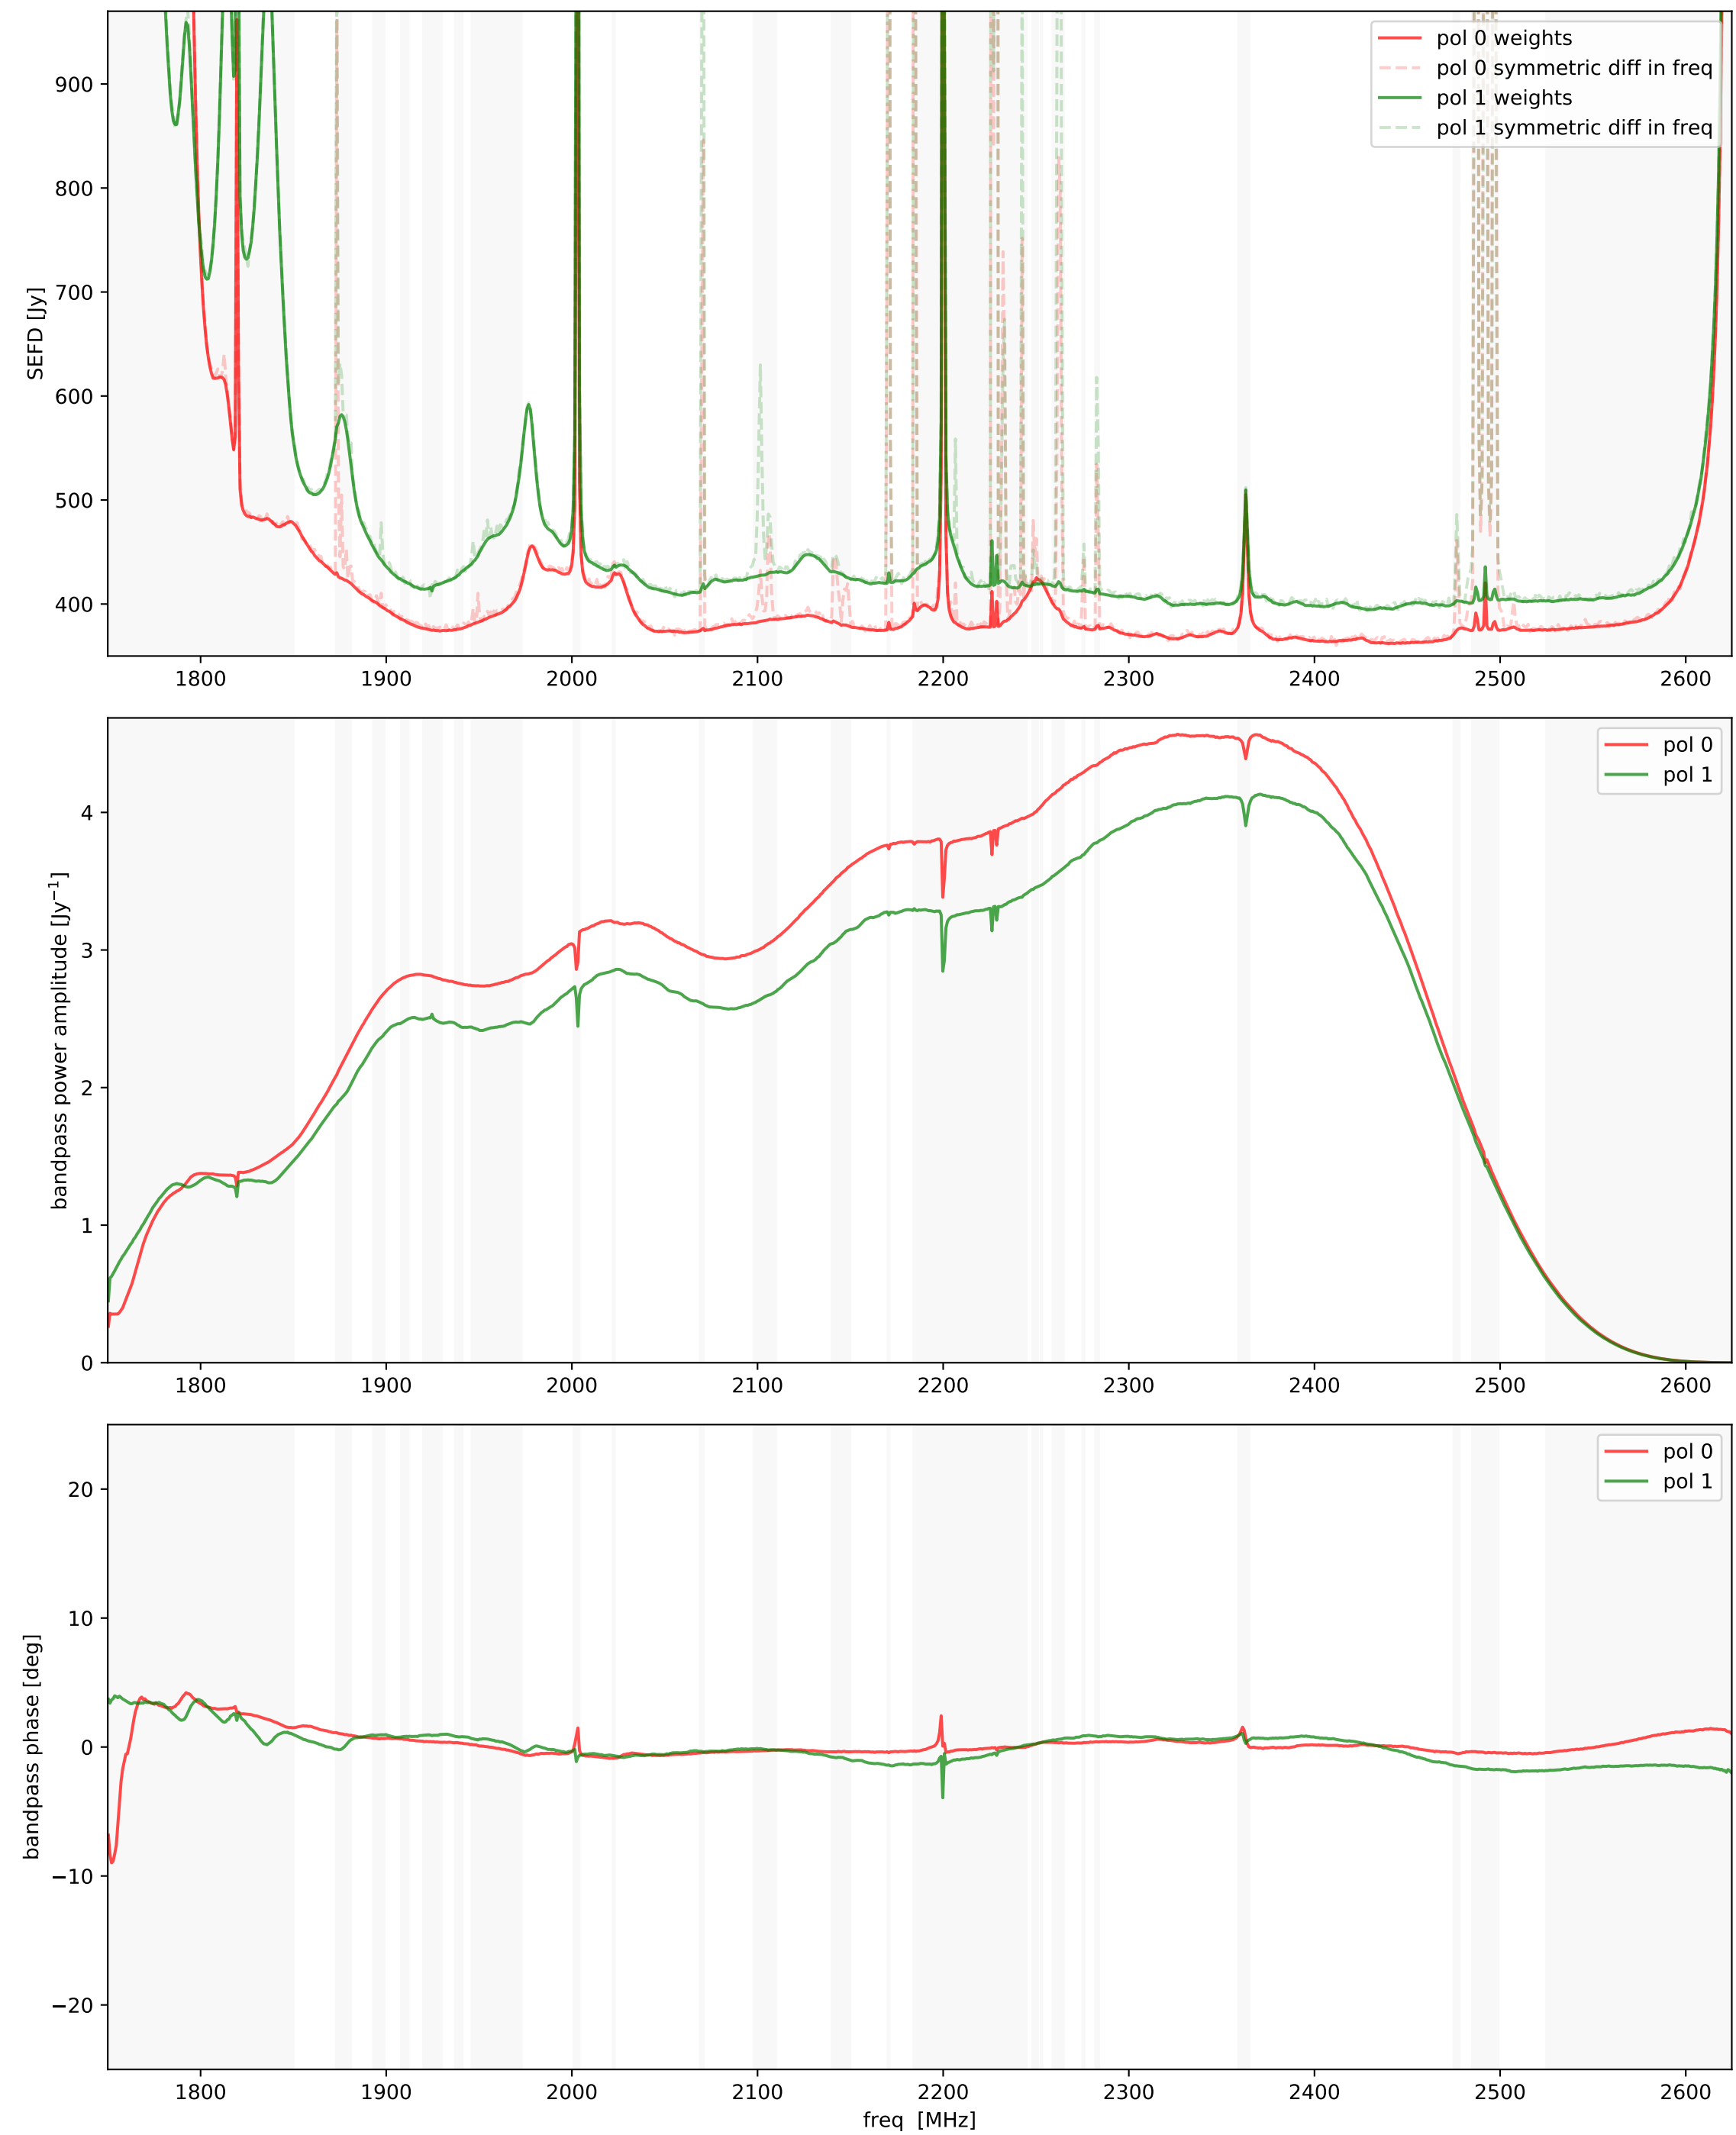 900
800
700
600
500
400
SEFD [Jy]
pol 0 weights
pol 0 symmetric diff in freq
pol 1 weights
pol 1 symmetric diff in freq
1800 1900 2000 2100 2200 2300 2400 2500 2600
4
3
2
1
0
bandpass power amplitude [Jy⁻¹]
pol 0
pol 1
1800 1900 2000 2100 2200 2300 2400 2500 2600
20
10
0
−10
−20
bandpass phase [deg]
pol 0
pol 1
1800 1900 2000 2100 2200 2300 2400 2500 2600
freq [MHz]